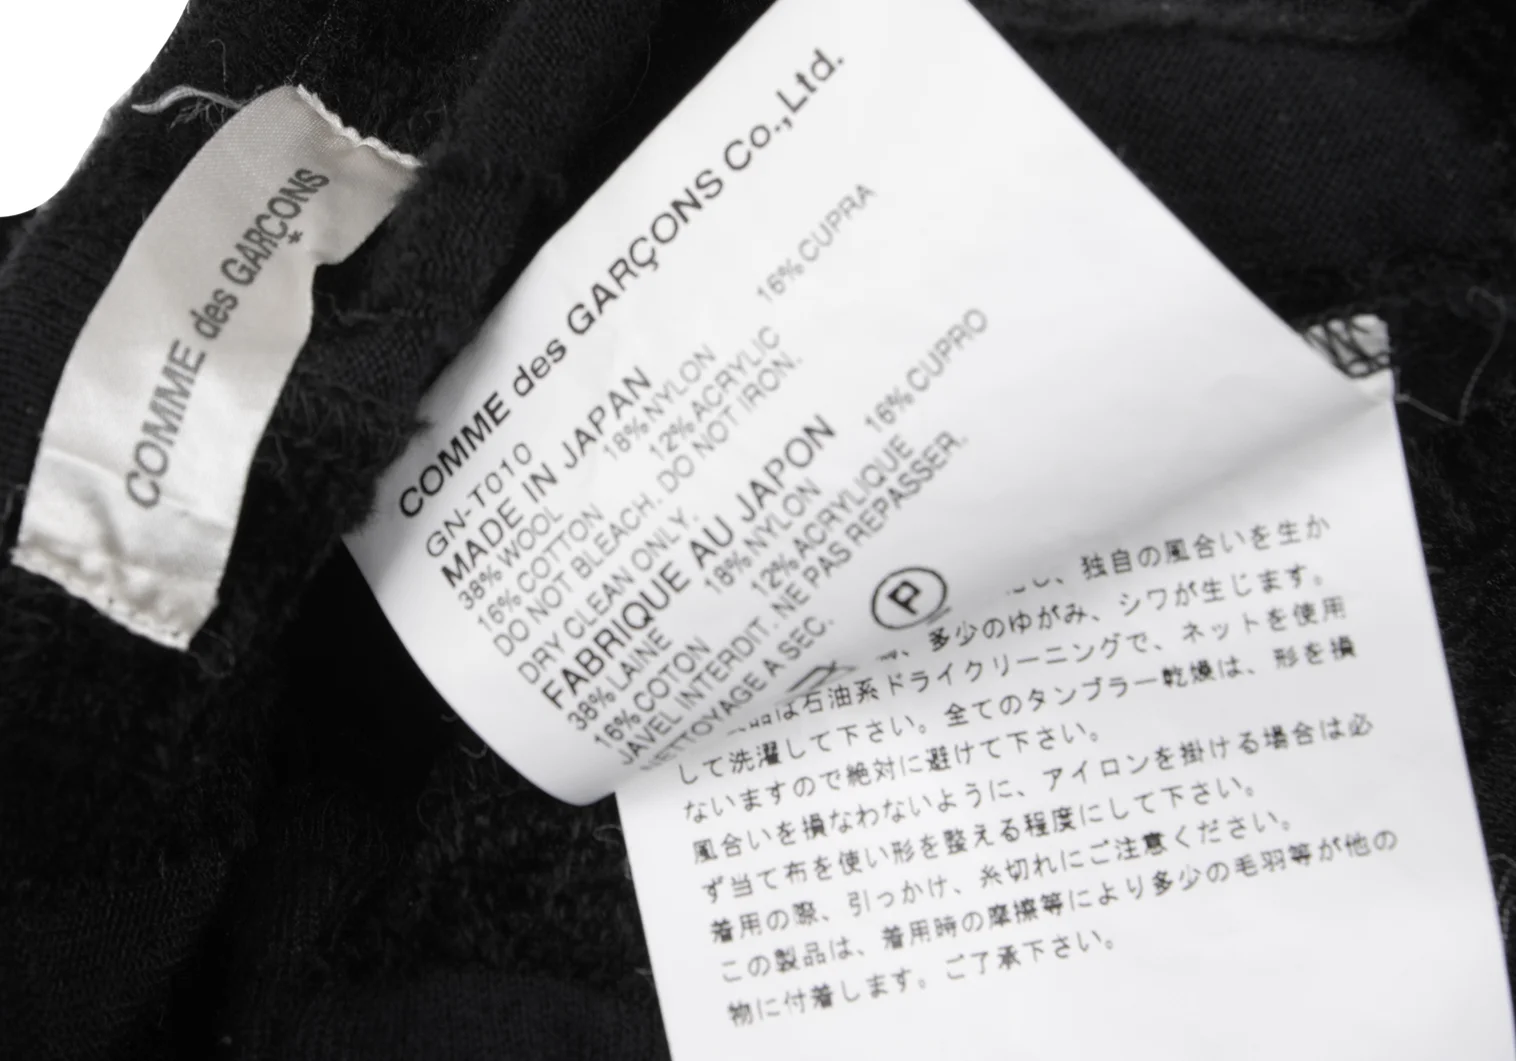 COMME des GARÇONS
*
COMME des GARÇONS Co.,Ltd.
GN-T010
MADE IN JAPAN
38% WOOL 18% NYLON 16% CUPRA
16% COTTON 12% ACRYLIC
DO NOT BLEACH. DO NOT IRON.
DRY CLEAN ONLY.
FABRIQUE AU JAPON
38% LAINE 18% NYLON 16% CUPRO
16% COTON 12% ACRYLIQUE
JAVEL INTERDIT. NE PAS REPASSER.
NETTOYAGE A SEC.
P
、独自の風合いを生か
、多少のゆがみ、シワが生じます。
品は石油系ドライクリーニングで、ネットを使用
して洗濯して下さい。全てのタンブラー乾燥は、形を損
ないますので絶対に避けて下さい。
風合いを損なわないように、アイロンを掛ける場合は必
ず当て布を使い形を整える程度にして下さい。
着用の際、引っかけ、糸切れにご注意ください。
この製品は、着用時の摩擦等により多少の毛羽等が他の
物に付着します。ご了承下さい。